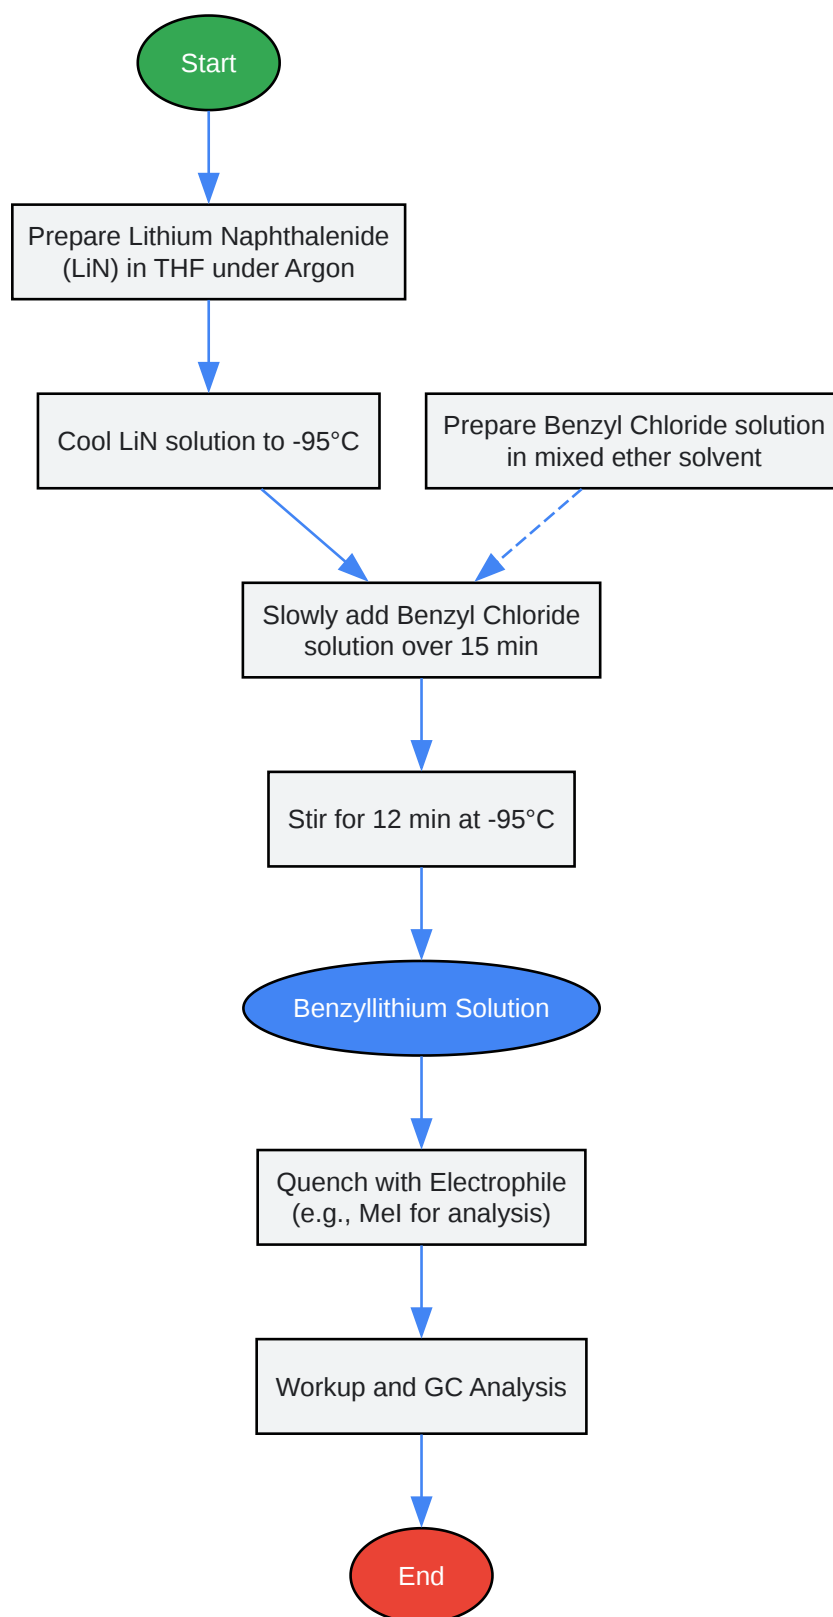 Start
Prepare Lithium Naphthalenide
(LiN) in THF under Argon
Cool LiN solution to -95°C
Prepare Benzyl Chloride solution
in mixed ether solvent
Slowly add Benzyl Chloride
solution over 15 min
Stir for 12 min at -95°C
Benzyllithium Solution
Quench with Electrophile
(e.g., MeI for analysis)
Workup and GC Analysis
End